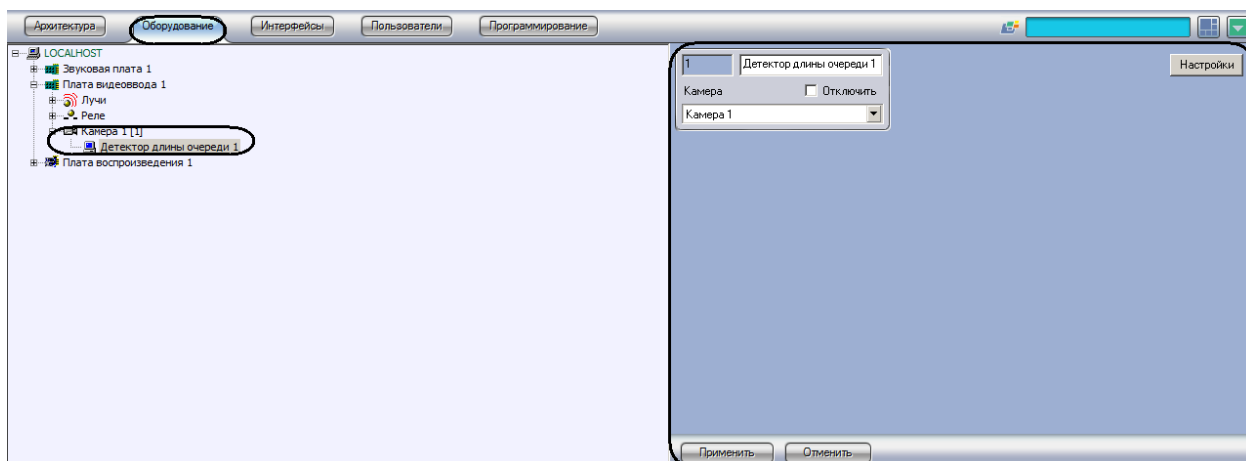 Архитектура Оборудование Интерфейсы Пользователи Программирование
LOCALHOST
Звуковая плата 1
Плата видеоввода 1
Лучи
Реле
Камера 1 [1]
Детектор длины очереди 1
Плата воспроизведения 1
1 Детектор длины очереди 1 Настройки
Камера Отключить
Камера 1
Применить Отменить